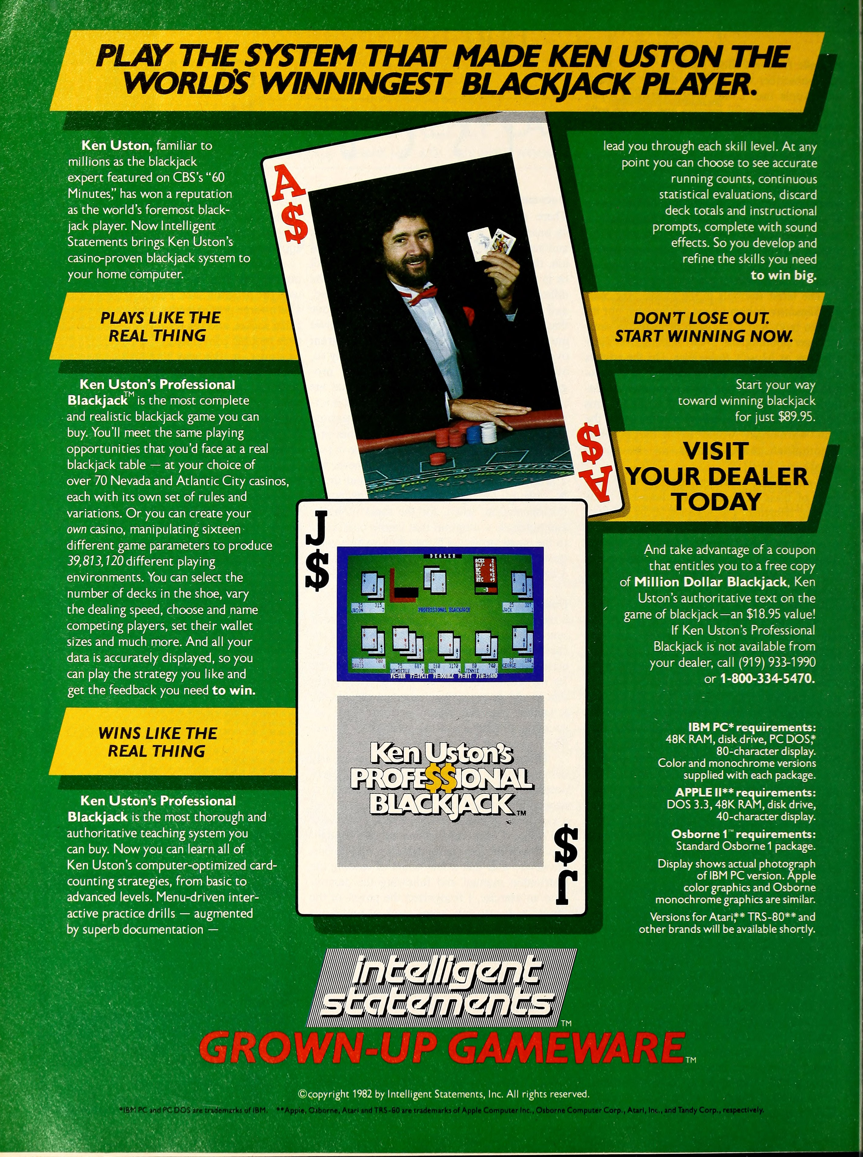 PLAY THE SYSTEM THAT MADE KEN USTON THE
WORLD'S WINNINGEST BLACKJACK PLAYER.
Ken Uston, familiar to
millions as the blackjack
expert featured on CBS's "60
Minutes," has won a reputation
as the world's foremost black-
jack player. Now Intelligent
Statements brings Ken Uston's
casino-proven blackjack system to
your home computer.
PLAYS LIKE THE
REAL THING
Ken Uston's Professional
Blackjack™ is the most complete
and realistic blackjack game you can
buy. You'll meet the same playing
opportunities that you'd face at a real
blackjack table — at your choice of
over 70 Nevada and Atlantic City casinos,
each with its own set of rules and
variations. Or you can create your
own casino, manipulating sixteen
different game parameters to produce
39,813,120 different playing
environments. You can select the
number of decks in the shoe, vary
the dealing speed, choose and name
competing players, set their wallet
sizes and much more. And all your
data is accurately displayed, so you
can play the strategy you like and
get the feedback you need to win.
WINS LIKE THE
REAL THING
Ken Uston's Professional
Blackjack is the most thorough and
authoritative teaching system you
can buy. Now you can learn all of
Ken Uston's computer-optimized card-
counting strategies, from basic to
advanced levels. Menu-driven inter-
active practice drills — augmented
by superb documentation —
A
$
A
$
J
$
DEALER
PROFESSIONAL BLACKJACK
Ken Uston's
PROFE$$IONAL
BLACKJACK™
J
$
lead you through each skill level. At any
point you can choose to see accurate
running counts, continuous
statistical evaluations, discard
deck totals and instructional
prompts, complete with sound
effects. So you develop and
refine the skills you need
to win big.
DON'T LOSE OUT.
START WINNING NOW.
Start your way
toward winning blackjack
for just $89.95.
VISIT
YOUR DEALER
TODAY
And take advantage of a coupon
that entitles you to a free copy
of Million Dollar Blackjack, Ken
Uston's authoritative text on the
game of blackjack—an $18.95 value!
If Ken Uston's Professional
Blackjack is not available from
your dealer, call (919) 933-1990
or 1-800-334-5470.
IBM PC* requirements:
48K RAM, disk drive, PC DOS,*
80-character display.
Color and monochrome versions
supplied with each package.
APPLE II** requirements:
DOS 3.3, 48K RAM, disk drive,
40-character display.
Osborne 1™ requirements:
Standard Osborne 1 package.
Display shows actual photograph
of IBM PC version. Apple
color graphics and Osborne
monochrome graphics are similar.
Versions for Atari,** TRS-80** and
other brands will be available shortly.
intelligent
statements™
GROWN-UP GAMEWARE™
©copyright 1982 by Intelligent Statements, Inc. All rights reserved.
*IBM PC and PC DOS are trademarks of IBM. **Apple, Osborne, Atari and TRS-80 are trademarks of Apple Computer Inc., Osborne Computer Corp., Atari, Inc., and Tandy Corp., respectively.